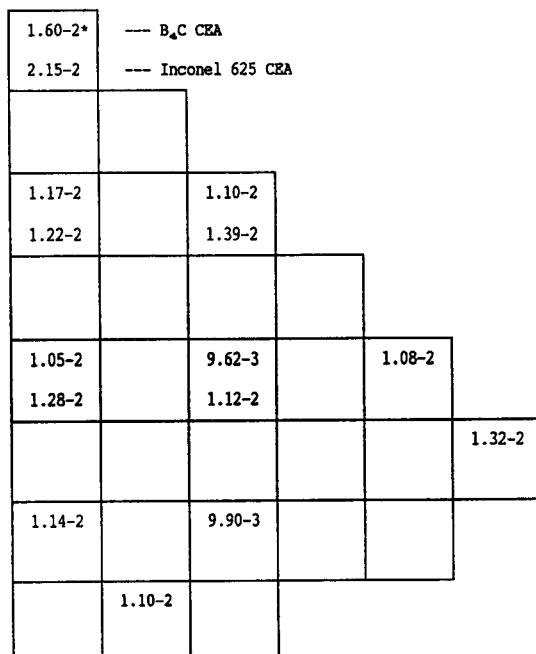 1.60-2* --- B₄C CEA
2.15-2 --- Inconel 625 CEA
1.17-2 1.10-2
1.22-2 1.39-2
1.05-2 9.62-3 1.08-2
1.28-2 1.12-2
1.32-2
1.14-2 9.90-3
1.10-2